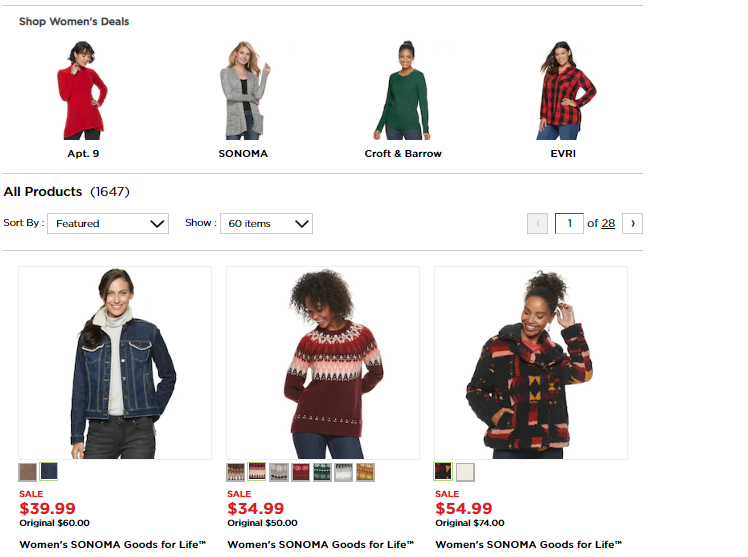 Shop Women's Deals
Apt. 9 SONOMA Croft & Barrow EVRI
All Products (1647)
Sort By : Featured Show : 60 items ‹ 1 of 28 ›
SALE SALE SALE
$39.99 $34.99 $54.99
Original $60.00 Original $50.00 Original $74.00
Women's SONOMA Goods for Life™ Women's SONOMA Goods for Life™ Women's SONOMA Goods for Life™